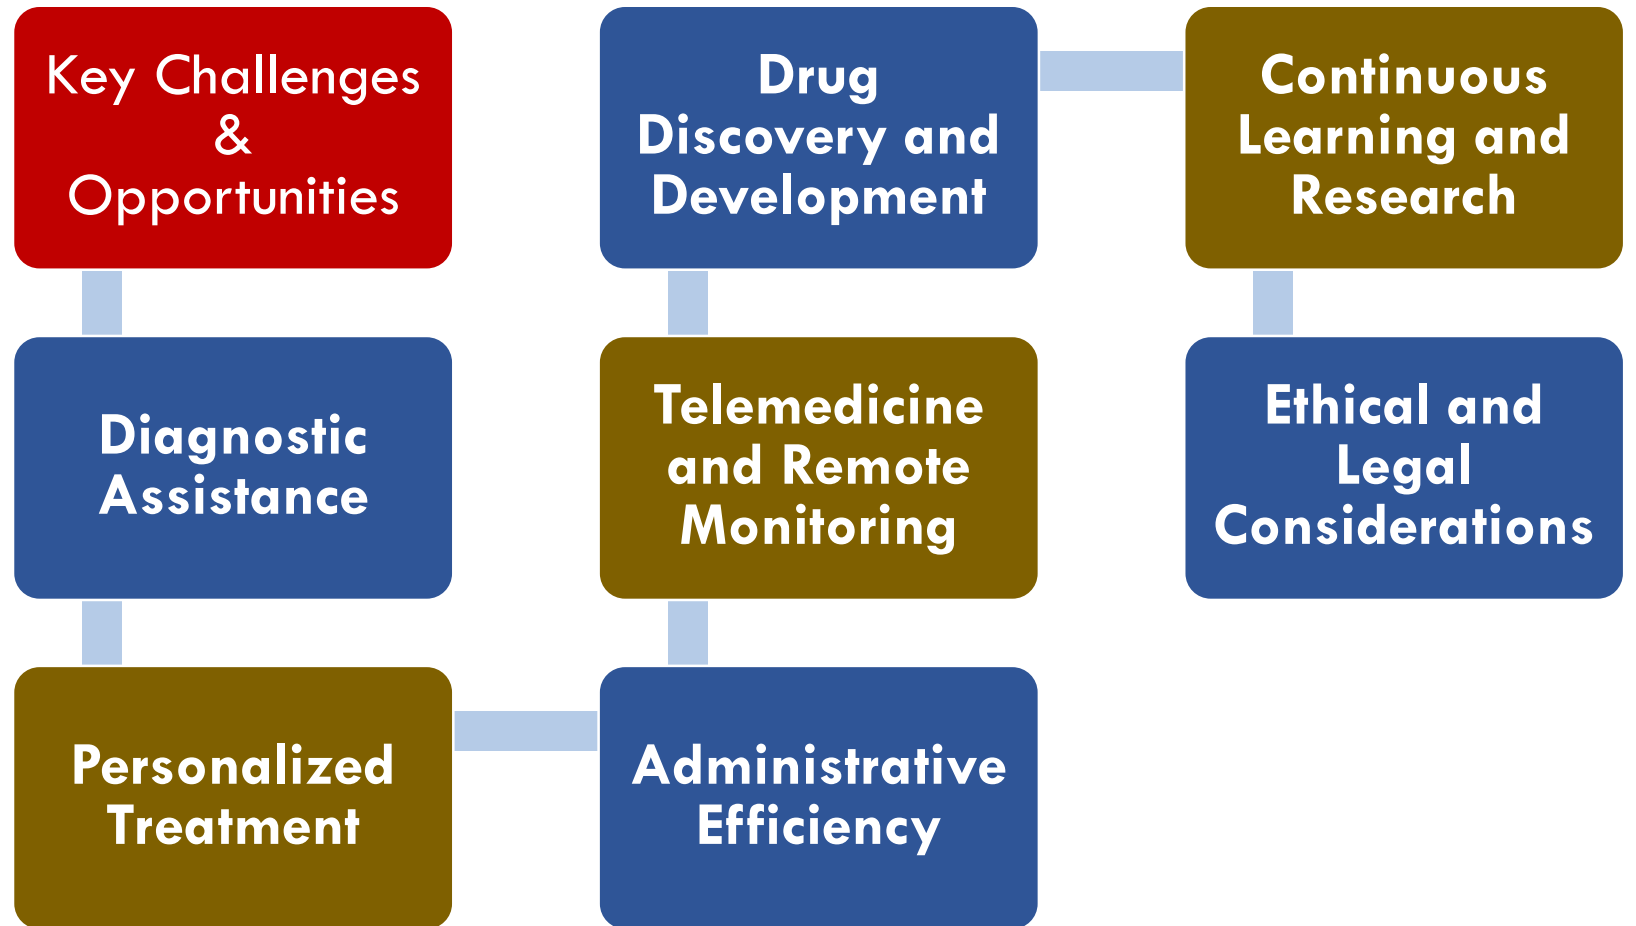 Key Challenges
&
Opportunities
Diagnostic
Assistance
Personalized
Treatment
Administrative
Efficiency
Telemedicine
and Remote
Monitoring
Drug
Discovery and
Development
Continuous
Learning and
Research
Ethical and
Legal
Considerations